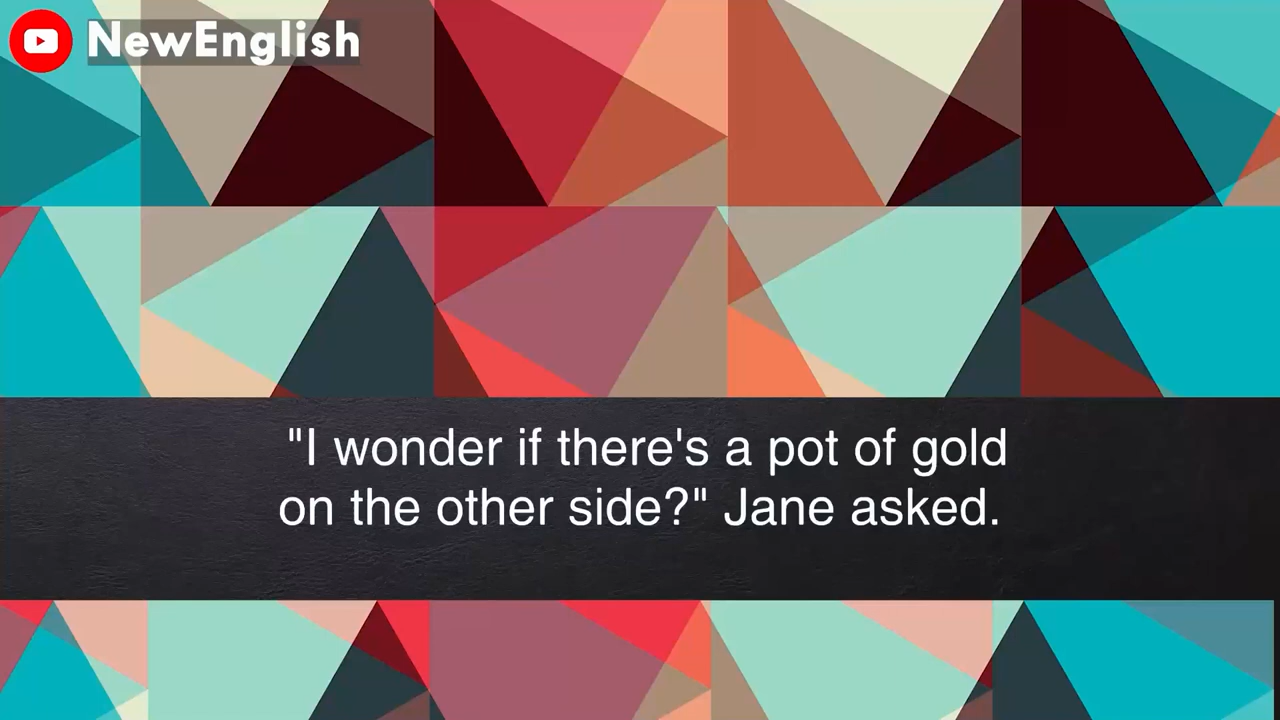 NewEnglish
"I wonder if there's a pot of gold
on the other side?" Jane asked.